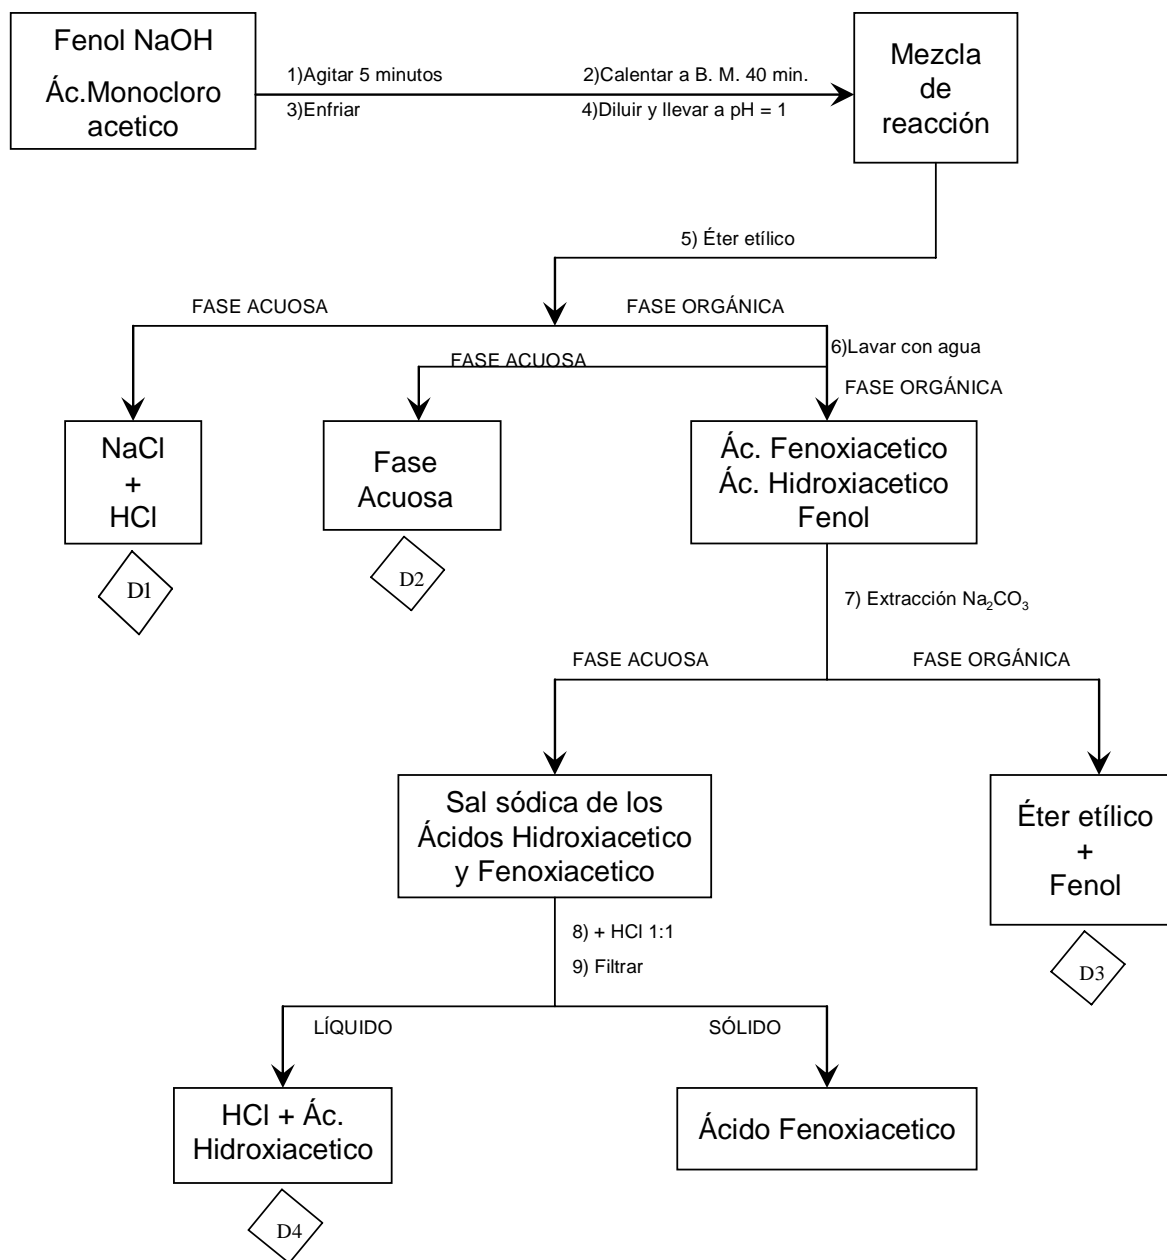 Fenol NaOH
Ác.Monocloro
acetico
1)Agitar 5 minutos
2)Calentar a B. M. 40 min.
3)Enfriar
4)Diluir y llevar a pH = 1
Mezcla
de
reacción
5) Éter etílico
FASE ACUOSA
FASE ORGÁNICA
6)Lavar con agua
FASE ACUOSA
FASE ORGÁNICA
NaCl
+
HCl
D1
Fase
Acuosa
D2
Ác. Fenoxiacetico
Ác. Hidroxiacetico
Fenol
7) Extracción Na₂CO₃
FASE ACUOSA
FASE ORGÁNICA
Sal sódica de los
Ácidos Hidroxiacetico
y Fenoxiacetico
Éter etílico
+
Fenol
D3
8) + HCl 1:1
9) Filtrar
LÍQUIDO
SÓLIDO
HCl + Ác.
Hidroxiacetico
D4
Ácido Fenoxiacetico